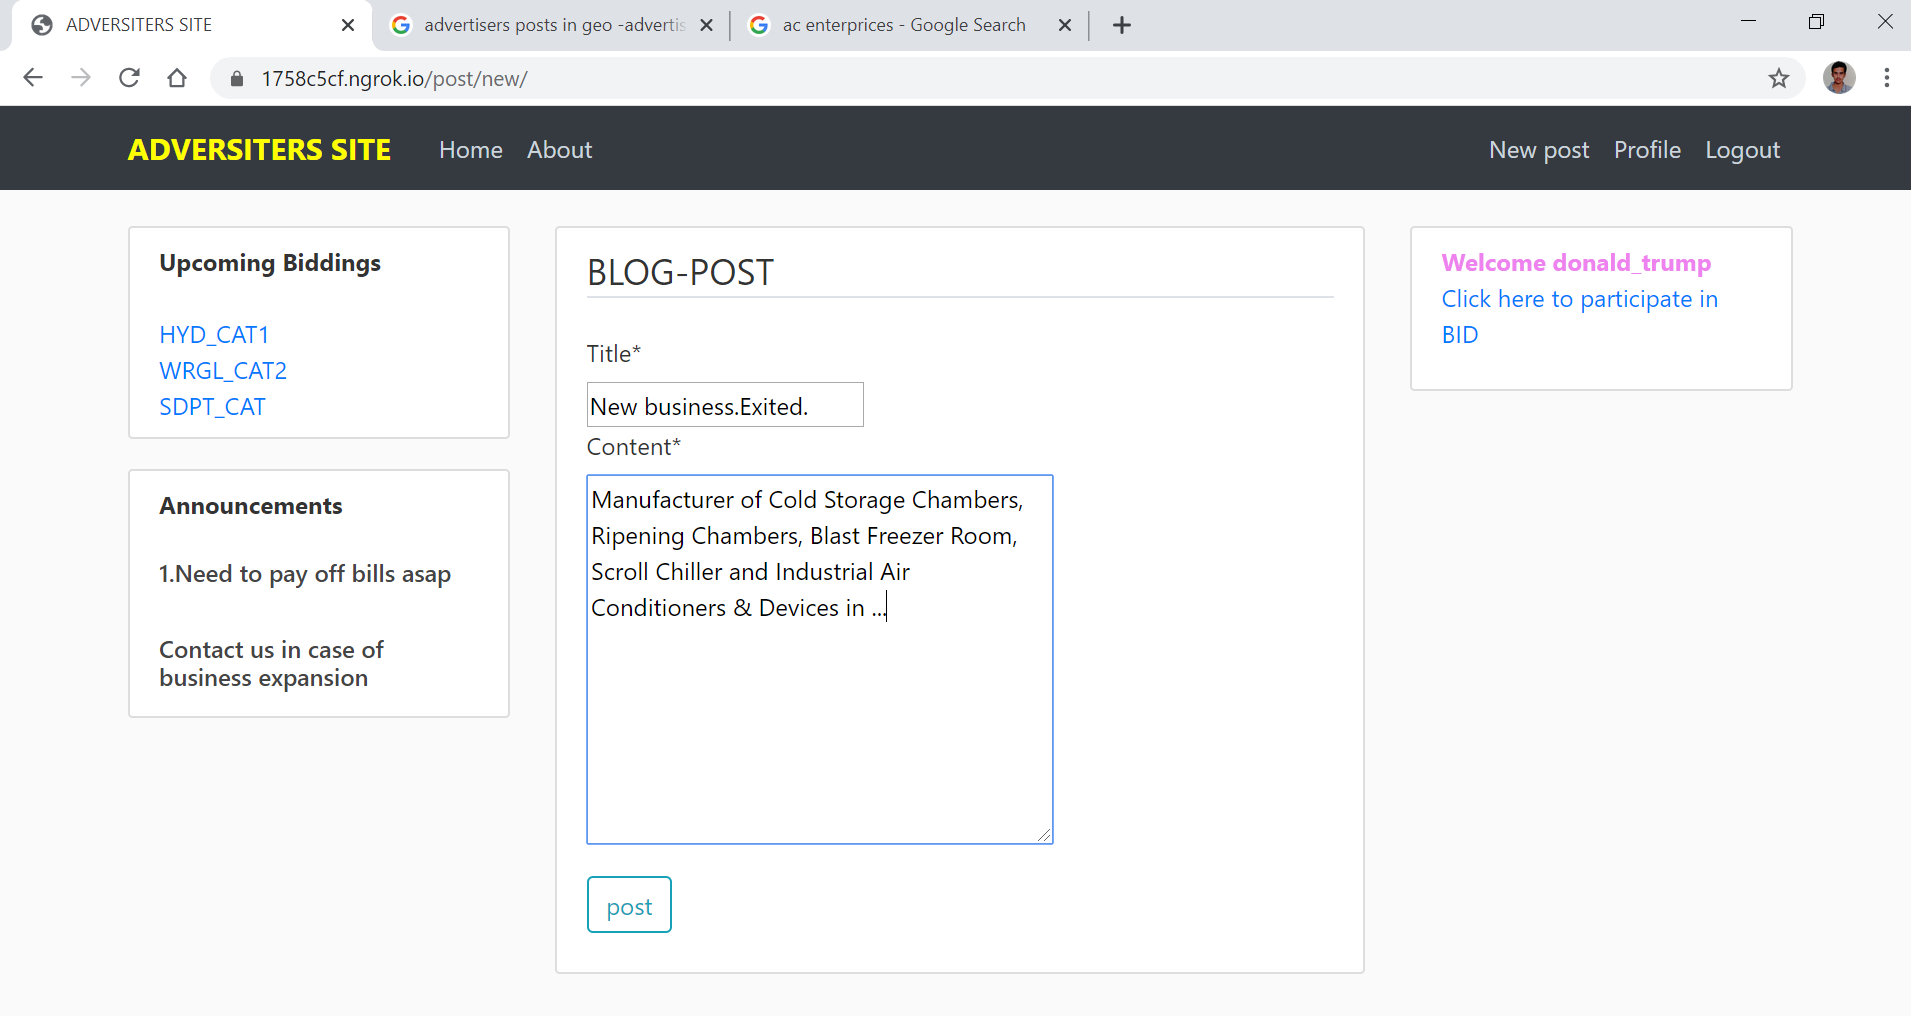 ADVERSITERS SITE
advertisers posts in geo -advertis
ac enterprices - Google Search
1758c5cf.ngrok.io/post/new/
ADVERSITERS SITE Home About New post Profile Logout
Upcoming Biddings
HYD_CAT1
WRGL_CAT2
SDPT_CAT
Announcements
1.Need to pay off bills asap
Contact us in case of
business expansion
BLOG-POST
Title*
New business.Exited.
Content*
Manufacturer of Cold Storage Chambers,
Ripening Chambers, Blast Freezer Room,
Scroll Chiller and Industrial Air
Conditioners & Devices in ...
post
Welcome donald_trump
Click here to participate in
BID